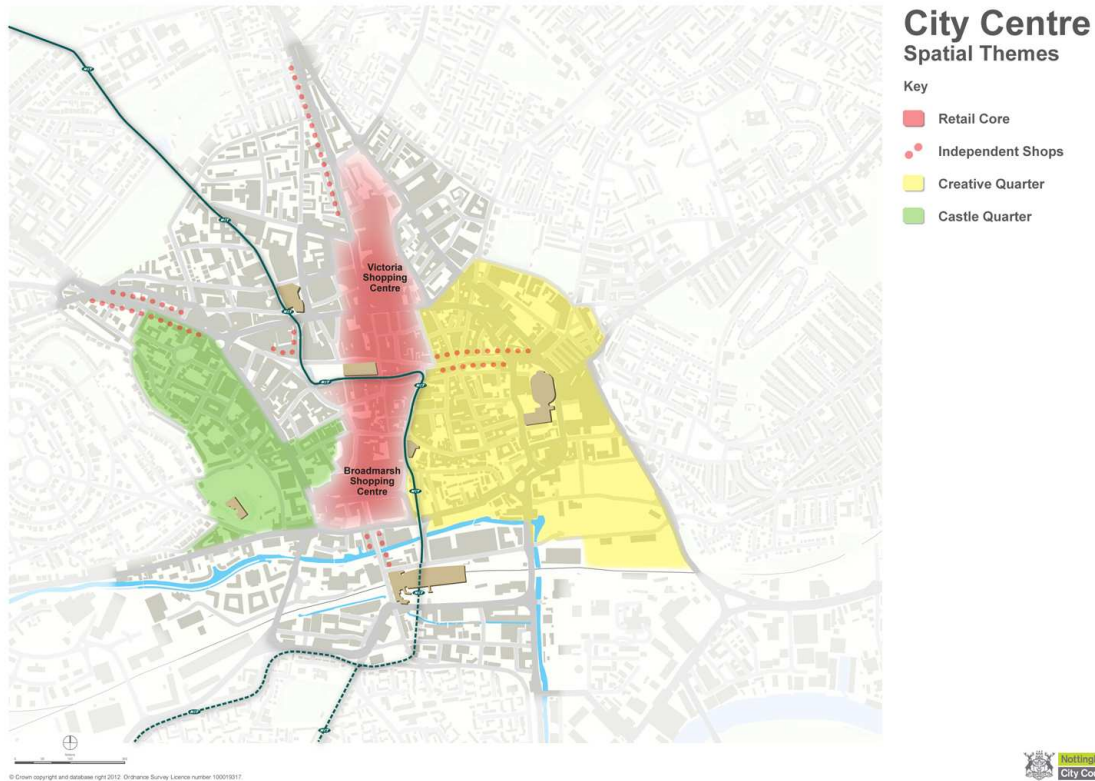 City Centre
Spatial Themes
Key
Retail Core
Independent Shops
Creative Quarter
Castle Quarter
Victoria
Shopping
Centre
Broadmarsh
Shopping
Centre
© Crown copyright and database right 2012. Ordnance Survey Licence number 100019317.
City